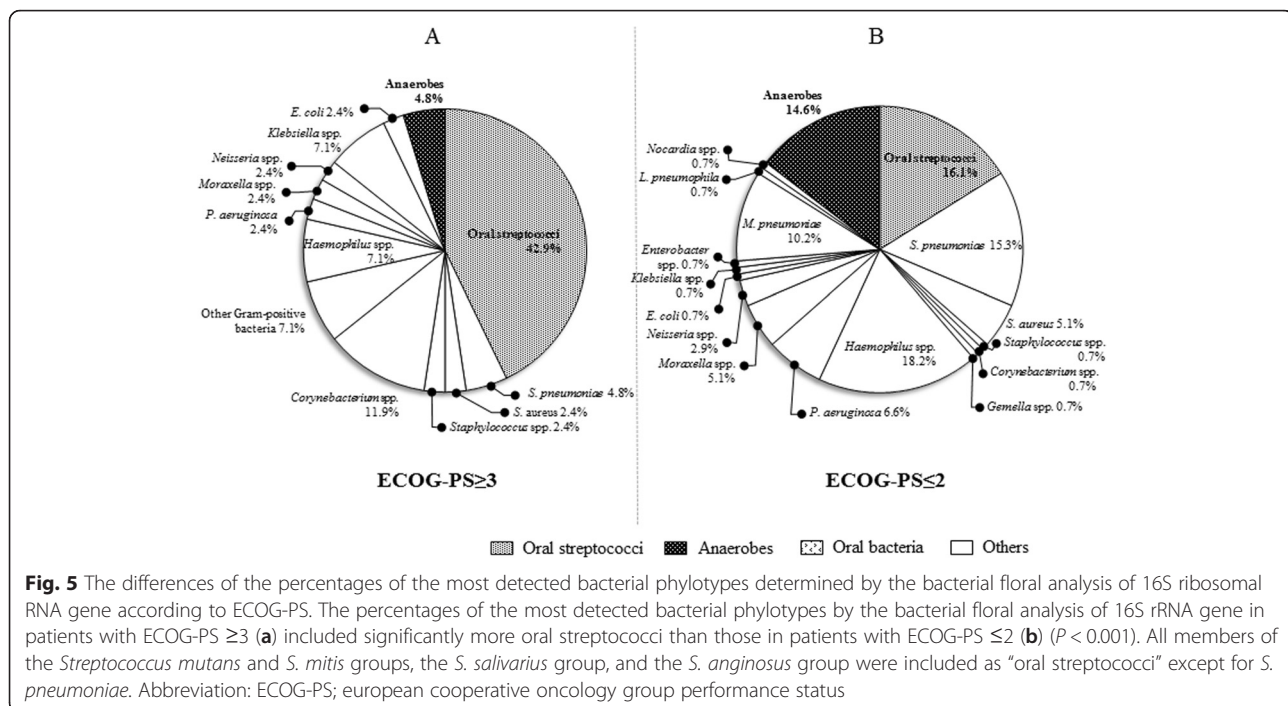 A
Anaerobes
4.8%
E. coli 2.4%
Klebsiella spp.
7.1%
Neisseria spp.
2.4%
Moraxella spp.
2.4%
P. aeruginosa
2.4%
Haemophilus spp.
7.1%
Other Gram-positive
bacteria 7.1%
Corynebacterium spp.
11.9%
Staphylococcus spp. 2.4%
S. aureus 2.4%
S. pneumoniae 4.8%
Oral streptococci
42.9%
ECOG-PS≥3
B
Anaerobes
14.6%
Nocardia spp.
0.7%
L. pneumophila
0.7%
M. pneumoniae
10.2%
Enterobacter
spp. 0.7%
Klebsiella spp.
0.7%
E. coli 0.7%
Neisseria spp.
2.9%
Moraxella spp.
5.1%
P. aeruginosa 6.6%
Haemophilus spp.
18.2%
Gemella spp. 0.7%
Corynebacterium spp.
0.7%
Staphylococcus spp.
0.7%
S. aureus 5.1%
S. pneumoniae 15.3%
Oral streptococci
16.1%
ECOG-PS≤2
Oral streptococci Anaerobes Oral bacteria Others
Fig. 5 The differences of the percentages of the most detected bacterial phylotypes determined by the bacterial floral analysis of 16S ribosomal
RNA gene according to ECOG-PS. The percentages of the most detected bacterial phylotypes by the bacterial floral analysis of 16S rRNA gene in
patients with ECOG-PS ≥3 (a) included significantly more oral streptococci than those in patients with ECOG-PS ≤2 (b) (P < 0.001). All members of
the Streptococcus mutans and S. mitis groups, the S. salivarius group, and the S. anginosus group were included as “oral streptococci” except for S.
pneumoniae. Abbreviation: ECOG-PS; european cooperative oncology group performance status